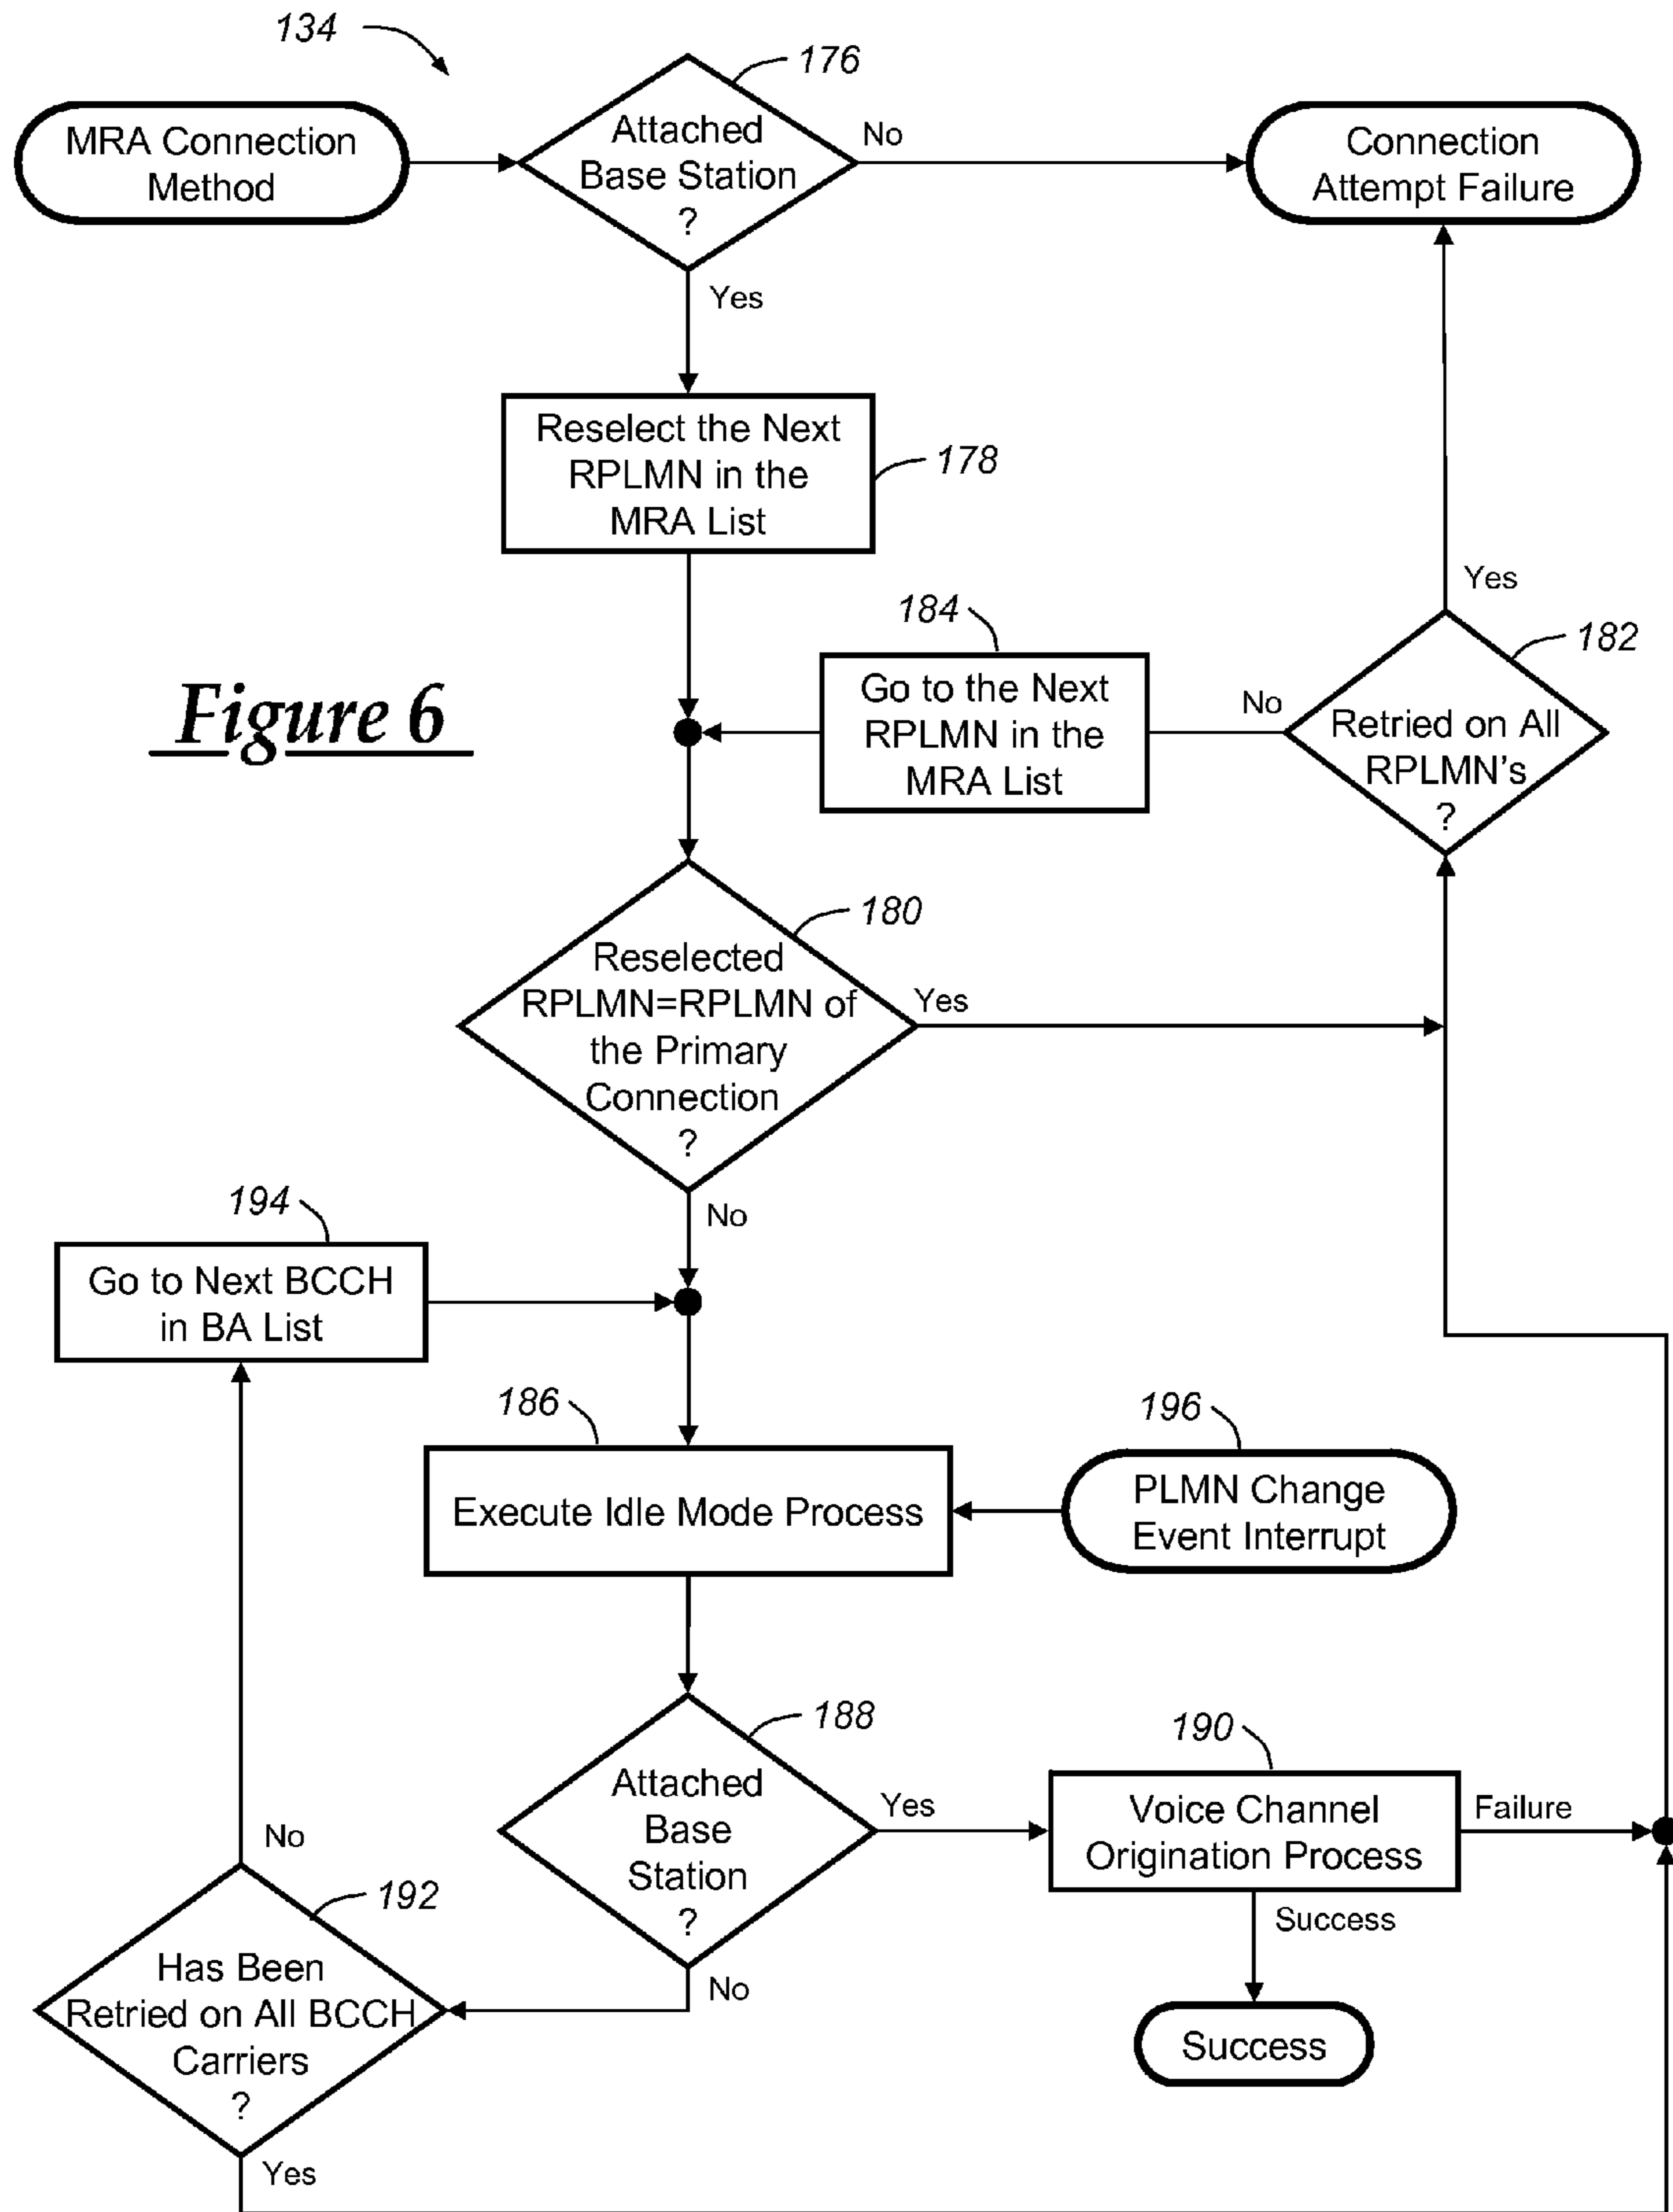 134
176
MRA Connection
Method
Attached
Base Station
?
No
Connection
Attempt Failure
Yes
Reselect the Next
RPLMN in the
MRA List
178
Yes
184
182
Figure 6
Go to the Next
RPLMN in the
MRA List
No
Retried on All
RPLMN's
?
180
Reselected
RPLMN=RPLMN of
the Primary
Connection
?
Yes
No
194
Go to Next BCCH
in BA List
186
196
Execute Idle Mode Process
PLMN Change
Event Interrupt
188
190
Attached
Base
Station
?
Yes
Voice Channel
Origination Process
Failure
No
192
Success
No
Has Been
Retried on All BCCH
Carriers
?
Success
Yes